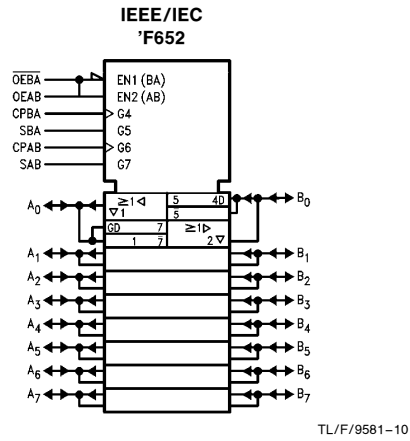 IEEE/IEC
'F652
OEBA EN1 (BA)
OEAB EN2 (AB)
CPBA G4
SBA G5
CPAB G6
SAB G7
A0 ≥1 ◁ 5 4D B0
▽1 5
GD 7 ≥1 ▷
1 7 2 ▽
A1 B1
A2 B2
A3 B3
A4 B4
A5 B5
A6 B6
A7 B7
TL/F/9581–10